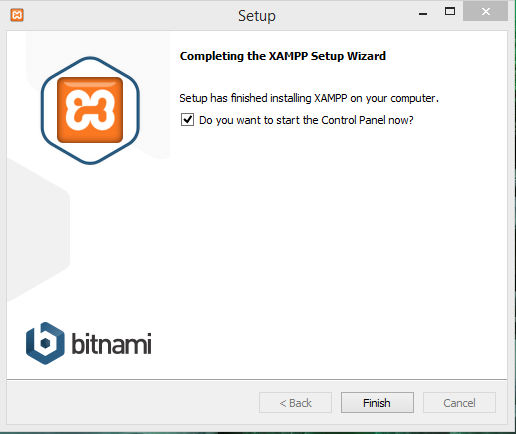 Setup
Completing the XAMPP Setup Wizard
Setup has finished installing XAMPP on your computer.
Do you want to start the Control Panel now?
bitnami
< Back
Finish
Cancel